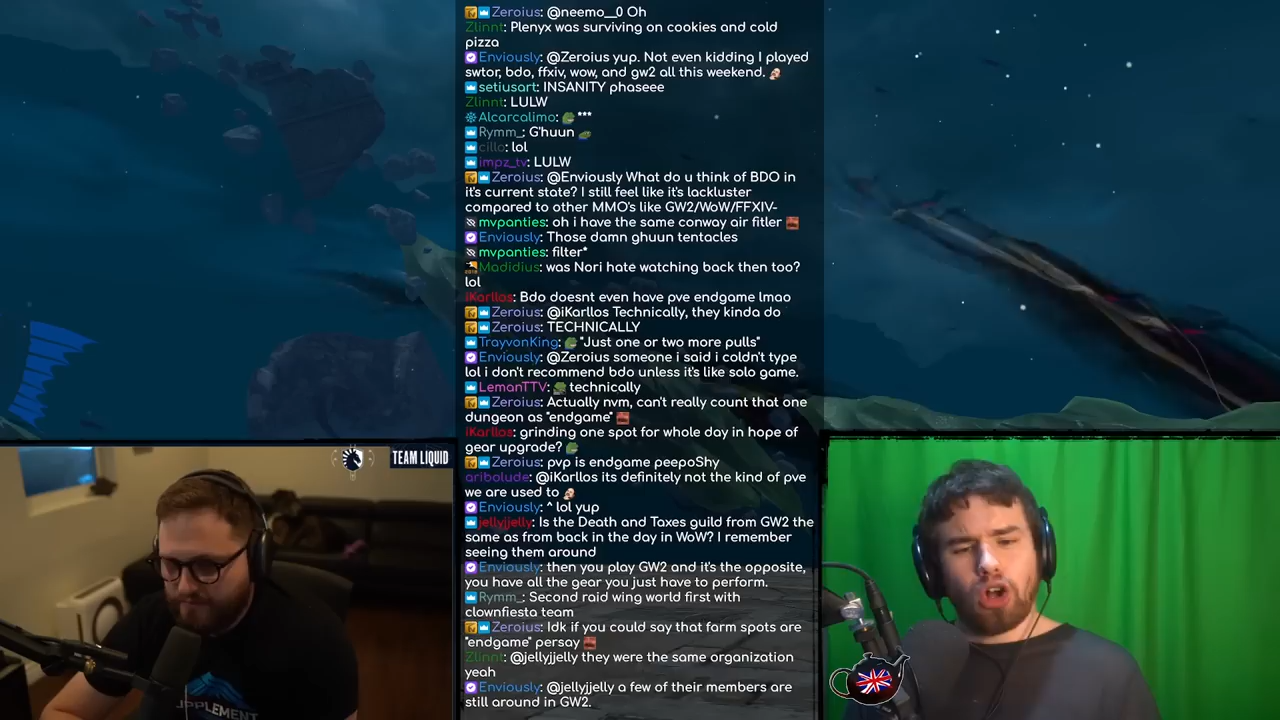 Zeroius: @neemo__0 Oh
Zlinnt: Plenyx was surviving on cookies and cold
pizza
Enviously: @Zeroius yup. Not even kidding I played
swtor, bdo, ffxiv, wow, and gw2 all this weekend.
setiusart: INSANITY phaseee
Zlinnt: LULW
Alcarcalimo: ***
Rymm_: G'huun
cillo: lol
impz_tv: LULW
Zeroius: @Enviously What do u think of BDO in
it's current state? I still feel like it's lackluster
compared to other MMO's like GW2/WoW/FFXIV-
mvpanties: oh i have the same conway air fitler
Enviously: Those damn ghuun tentacles
mvpanties: filter*
Madidius: was Nori hate watching back then too?
lol
iKarllos: Bdo doesnt even have pve endgame lmao
Zeroius: @iKarllos Technically, they kinda do
Zeroius: TECHNICALLY
TrayvonKing: "Just one or two more pulls"
Enviously: @Zeroius someone i said i coldn't type
lol i don't recommend bdo unless it's like solo game.
LemanTTV: technically
Zeroius: Actually nvm, can't really count that one
dungeon as "endgame"
iKarllos: grinding one spot for whole day in hope of
gear upgrade?
Zeroius: pvp is endgame peepoShy
aribolude: @iKarllos its definitely not the kind of pve
we are used to
Enviously: ^ lol yup
jellyjjelly: Is the Death and Taxes guild from GW2 the
same as from back in the day in WoW? I remember
seeing them around
Enviously: then you play GW2 and it's the opposite,
you have all the gear you just have to perform.
Rymm_: Second raid wing world first with
clownfiesta team
Zeroius: Idk if you could say that farm spots are
"endgame" persay
Zlinnt: @jellyjjelly they were the same organization
yeah
Enviously: @jellyjjelly a few of their members are
still around in GW2.
TEAM LIQUID